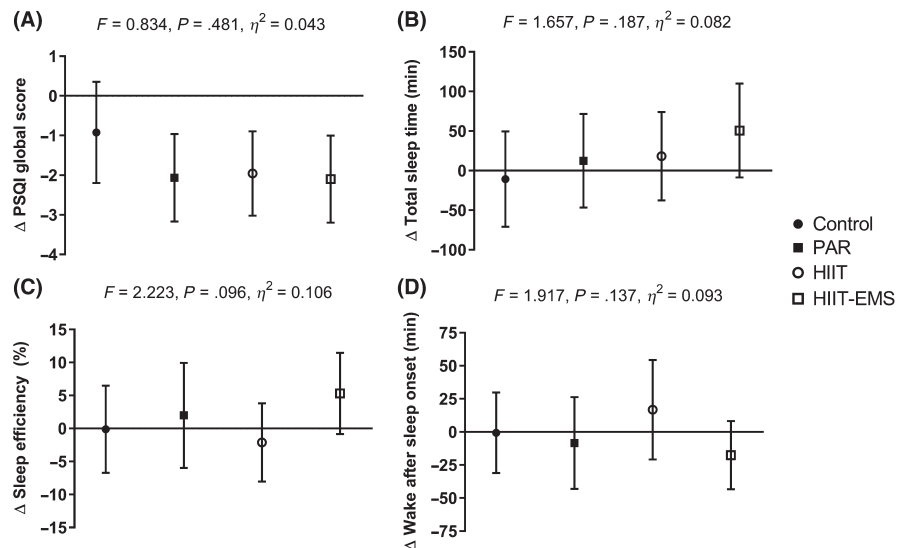 (A)
F = 0.834, P = .481, η² = 0.043
Δ PSQI global score
1
0
−1
−2
−3
−4
(B)
F = 1.657, P = .187, η² = 0.082
Δ Total sleep time (min)
150
100
50
0
−50
−100
Control
PAR
HIIT
HIIT-EMS
(C)
F = 2.223, P = .096, η² = 0.106
Δ Sleep efficiency (%)
15
10
5
0
−5
−10
−15
(D)
F = 1.917, P = .137, η² = 0.093
Δ Wake after sleep onset (min)
75
50
25
0
−25
−50
−75